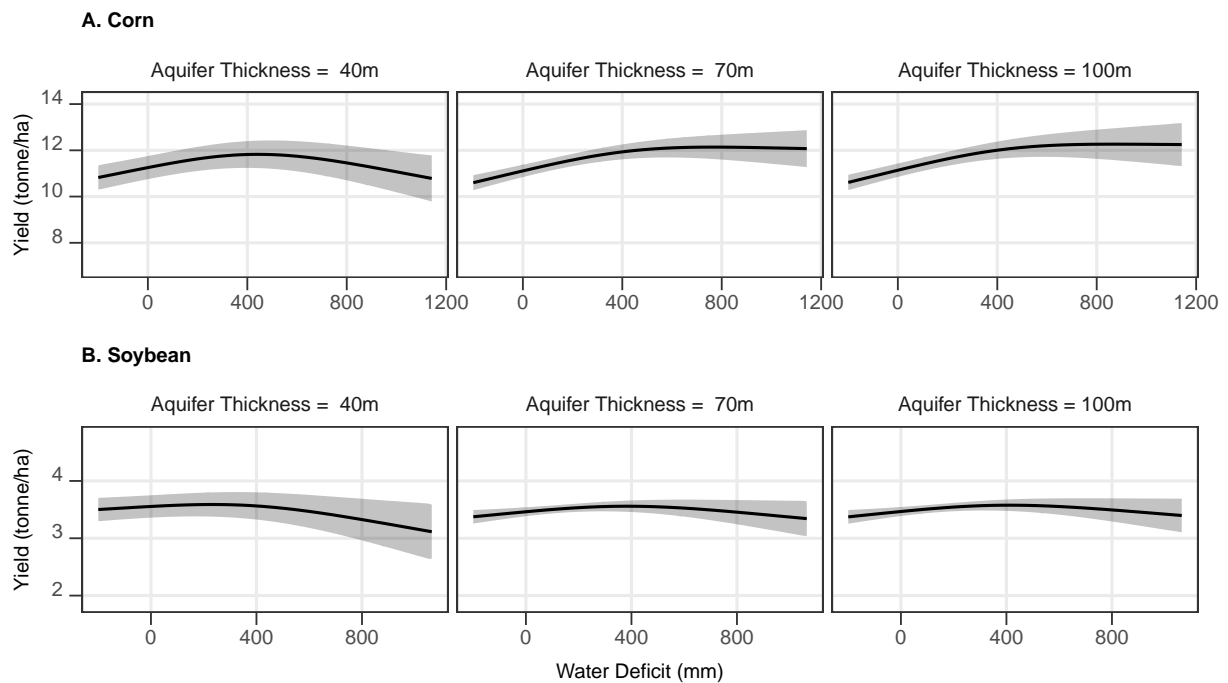 A. Corn
Aquifer Thickness =  40m
Aquifer Thickness =  70m
Aquifer Thickness = 100m
Yield (tonne/ha)
14
12
10
8
0 400 800 1200 0 400 800 1200 0 400 800 1200
B. Soybean
Aquifer Thickness =  40m
Aquifer Thickness =  70m
Aquifer Thickness = 100m
Yield (tonne/ha)
4
3
2
0 400 800 0 400 800 0 400 800
Water Deficit (mm)